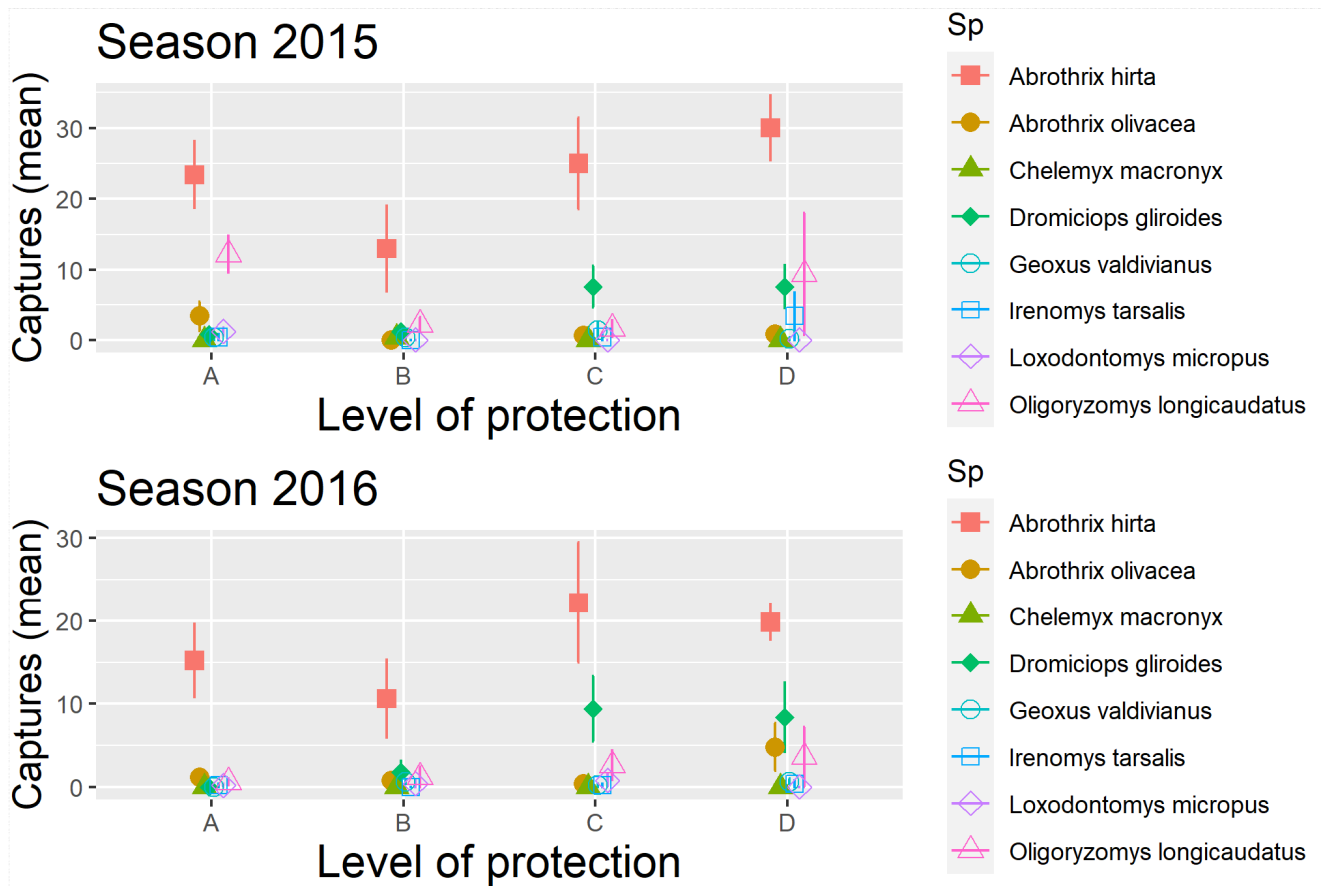 Season 2015
Captures (mean)
30
20
10
0
A B C D
Level of protection
Sp
Abrothrix hirta
Abrothrix olivacea
Chelemyx macronyx
Dromiciops gliroides
Geoxus valdivianus
Irenomys tarsalis
Loxodontomys micropus
Oligoryzomys longicaudatus
Season 2016
Captures (mean)
30
20
10
0
A B C D
Level of protection
Sp
Abrothrix hirta
Abrothrix olivacea
Chelemyx macronyx
Dromiciops gliroides
Geoxus valdivianus
Irenomys tarsalis
Loxodontomys micropus
Oligoryzomys longicaudatus